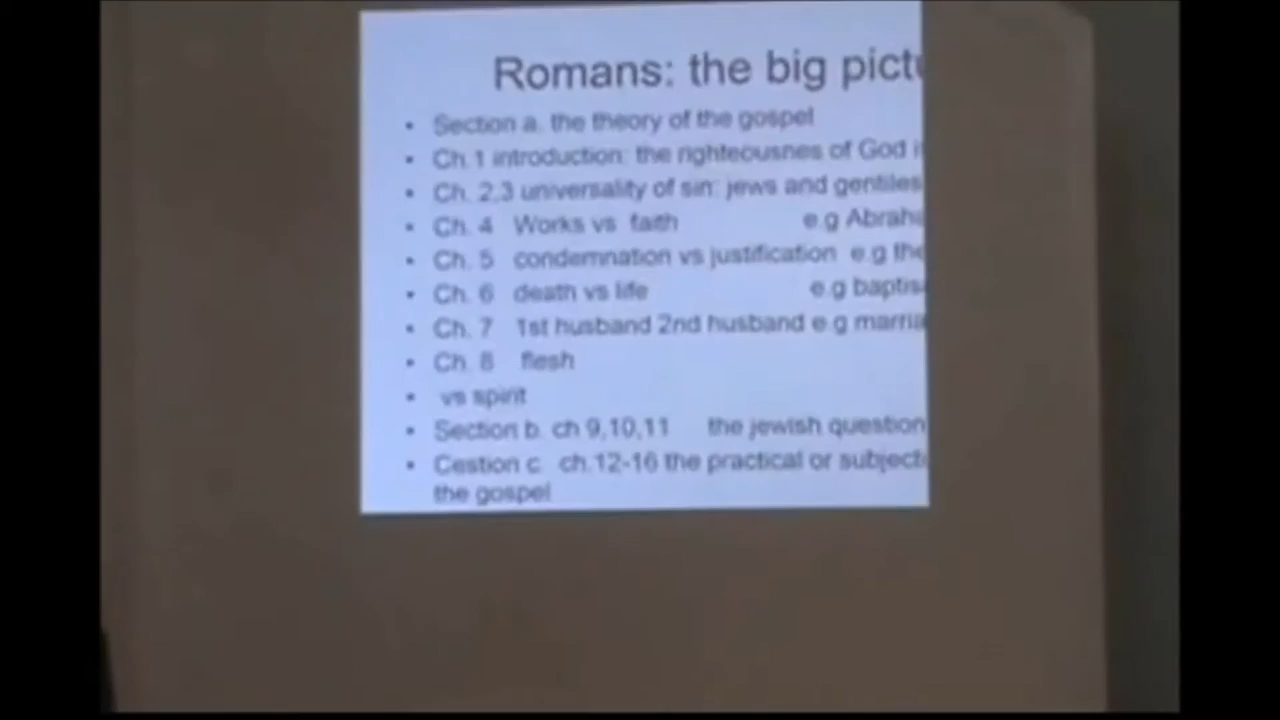 Romans: the big pictu
• Section a. the theory of the gospel
• Ch.1 introduction: the righteousnes of God i
• Ch. 2,3 universality of sin: jews and gentiles
• Ch. 4 Works vs faith e.g Abraha
• Ch. 5 condemnation vs justification e.g the
• Ch. 6 death vs life e.g baptis
• Ch. 7 1st husband 2nd husband e.g marria
• Ch. 8 flesh
• vs spirit
• Section b. ch 9,10,11 the jewish question
• Cestion c. ch.12-16 the practical or subject
the gospel